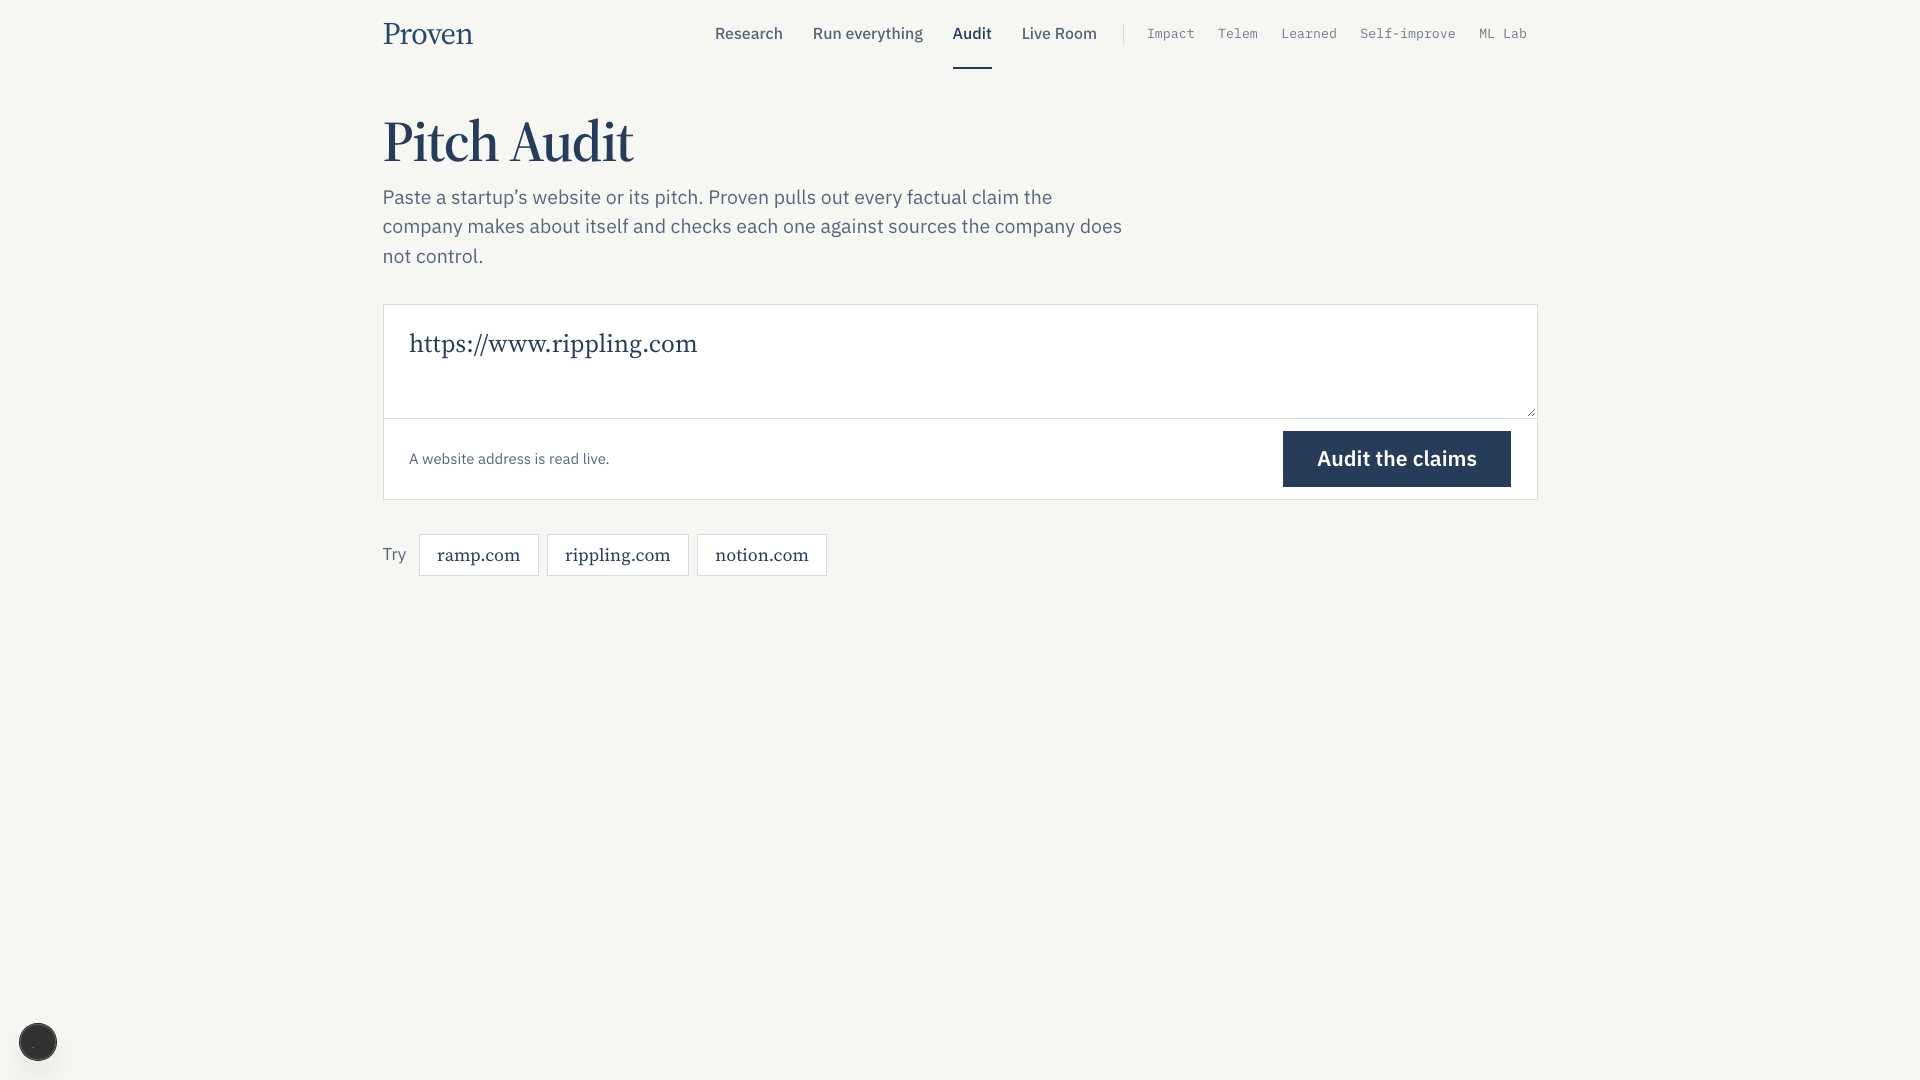 Proven
Research
Run everything
Audit
Live Room
Impact
Telem
Learned
Self-improve
ML Lab
Pitch Audit
Paste a startup’s website or its pitch. Proven pulls out every factual claim the
company makes about itself and checks each one against sources the company does
not control.
https://www.rippling.com
A website address is read live.
Audit the claims
Try
ramp.com
rippling.com
notion.com